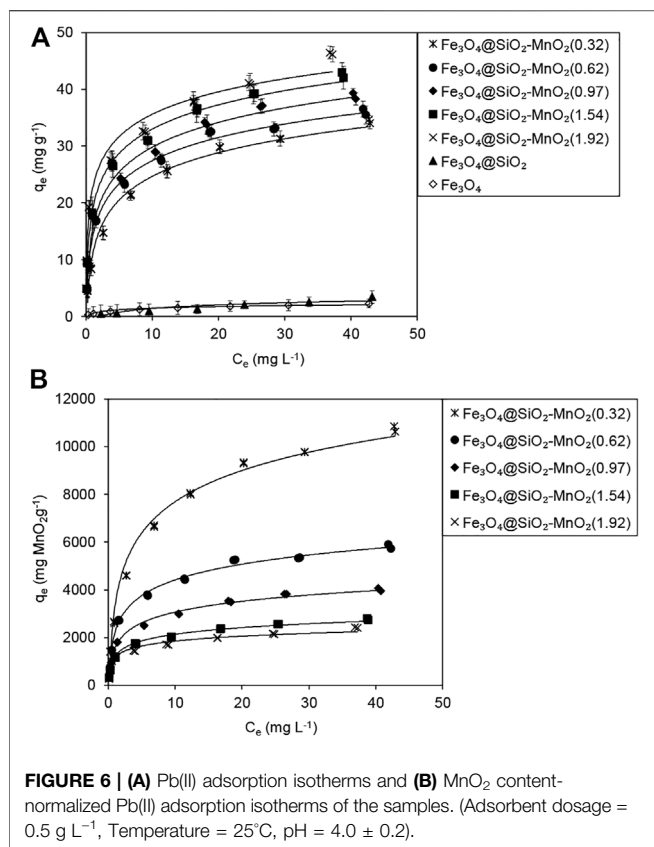 A
Fe₃O₄@SiO₂-MnO₂(0.32)
Fe₃O₄@SiO₂-MnO₂(0.62)
Fe₃O₄@SiO₂-MnO₂(0.97)
Fe₃O₄@SiO₂-MnO₂(1.54)
Fe₃O₄@SiO₂-MnO₂(1.92)
Fe₃O₄@SiO₂
Fe₃O₄
50
40
30
20
10
0
qₑ (mg g⁻¹)
0 10 20 30 40 50
Cₑ (mg L⁻¹)
B
Fe₃O₄@SiO₂-MnO₂(0.32)
Fe₃O₄@SiO₂-MnO₂(0.62)
Fe₃O₄@SiO₂-MnO₂(0.97)
Fe₃O₄@SiO₂-MnO₂(1.54)
Fe₃O₄@SiO₂-MnO₂(1.92)
12000
10000
8000
6000
4000
2000
0
qₑ (mg MnO₂g⁻¹)
0 10 20 30 40 50
Cₑ (mg L⁻¹)
FIGURE 6 | (A) Pb(II) adsorption isotherms and (B) MnO₂ content-
normalized Pb(II) adsorption isotherms of the samples. (Adsorbent dosage =
0.5 g L⁻¹, Temperature = 25°C, pH = 4.0 ± 0.2).